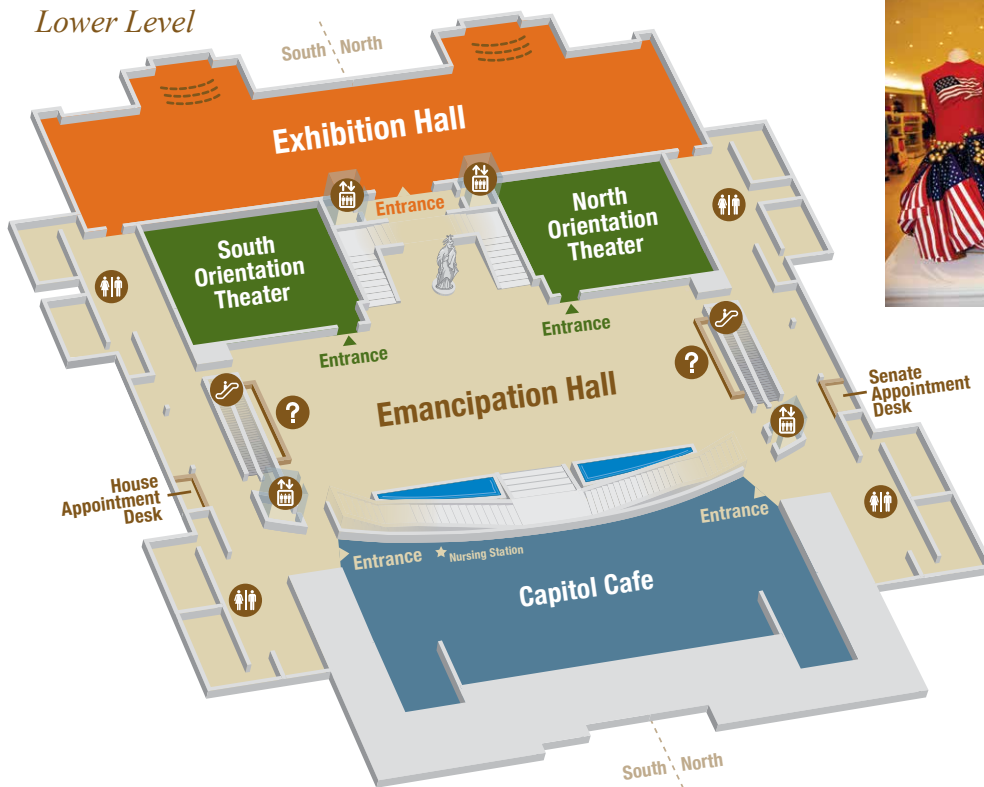 Lower Level
South North
Exhibition Hall
Entrance
North
Orientation
Theater
South
Orientation
Theater
Entrance
Entrance
?
?
Emancipation Hall
Senate
Appointment
Desk
House
Appointment
Desk
Entrance
Entrance
Nursing Station
Capitol Cafe
South North